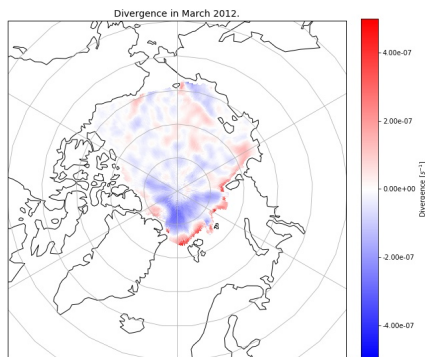 Divergence in March 2012.
4.00e-07
2.00e-07
0.00e+00
-2.00e-07
-4.00e-07
Divergence [s⁻¹]